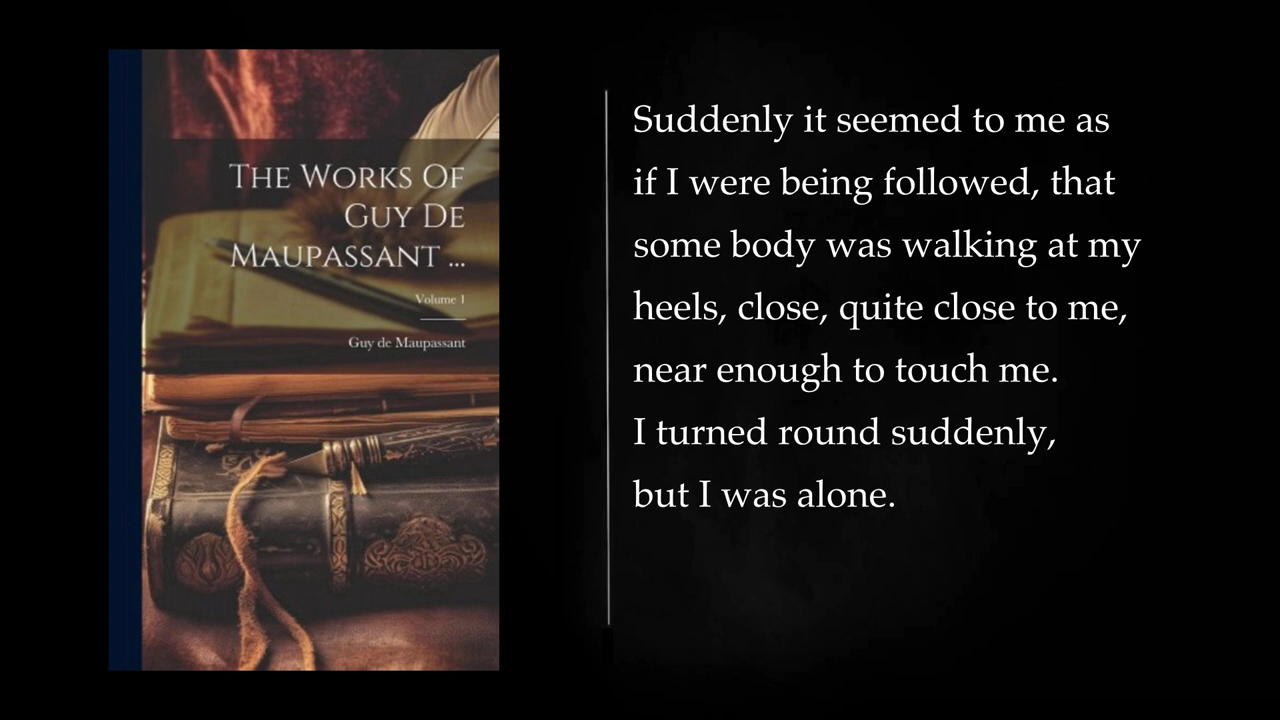 The Works Of
Guy De
Maupassant ...
Volume 1
Guy de Maupassant
Suddenly it seemed to me as
if I were being followed, that
some body was walking at my
heels, close, quite close to me,
near enough to touch me.
I turned round suddenly,
but I was alone.